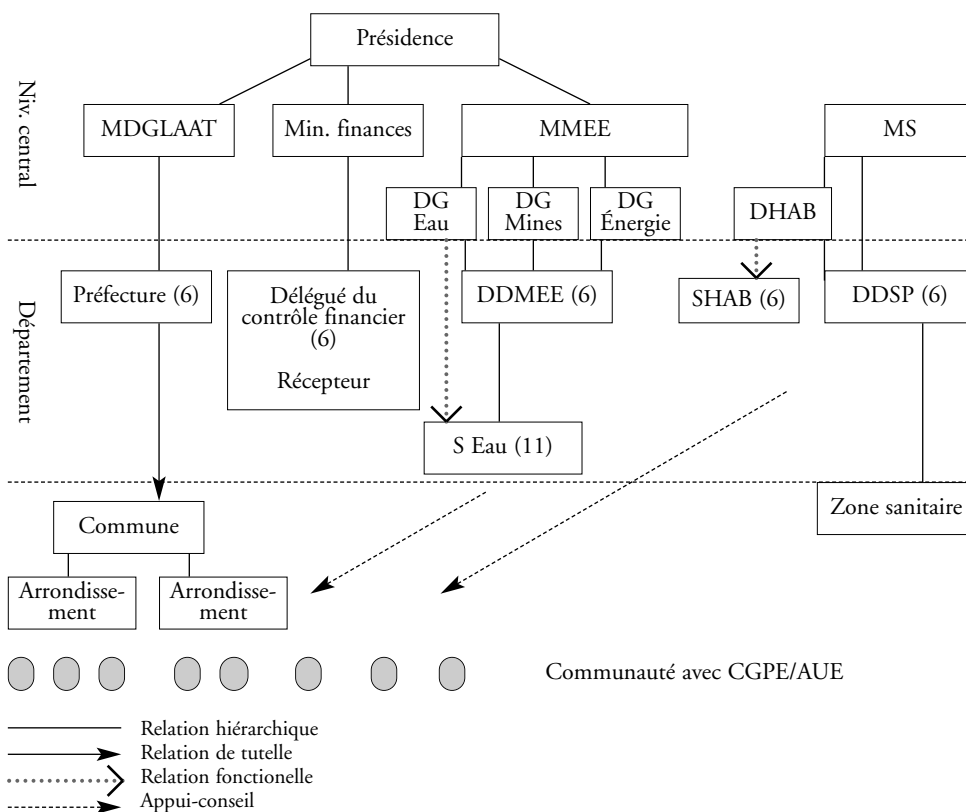 Présidence
Niv. central
MDGLAAT
Min. finances
MMEE
MS
DG
Eau
DG
Mines
DG
Énergie
DHAB
Département
Préfecture (6)
Délégué du
contrôle financier
(6)
Récepteur
DDMEE (6)
SHAB (6)
DDSP (6)
S Eau (11)
Commune
Zone sanitaire
Arrondisse-
ment
Arrondisse-
ment
Communauté avec CGPE/AUE
Relation hiérarchique
Relation de tutelle
Relation fonctionelle
Appui-conseil